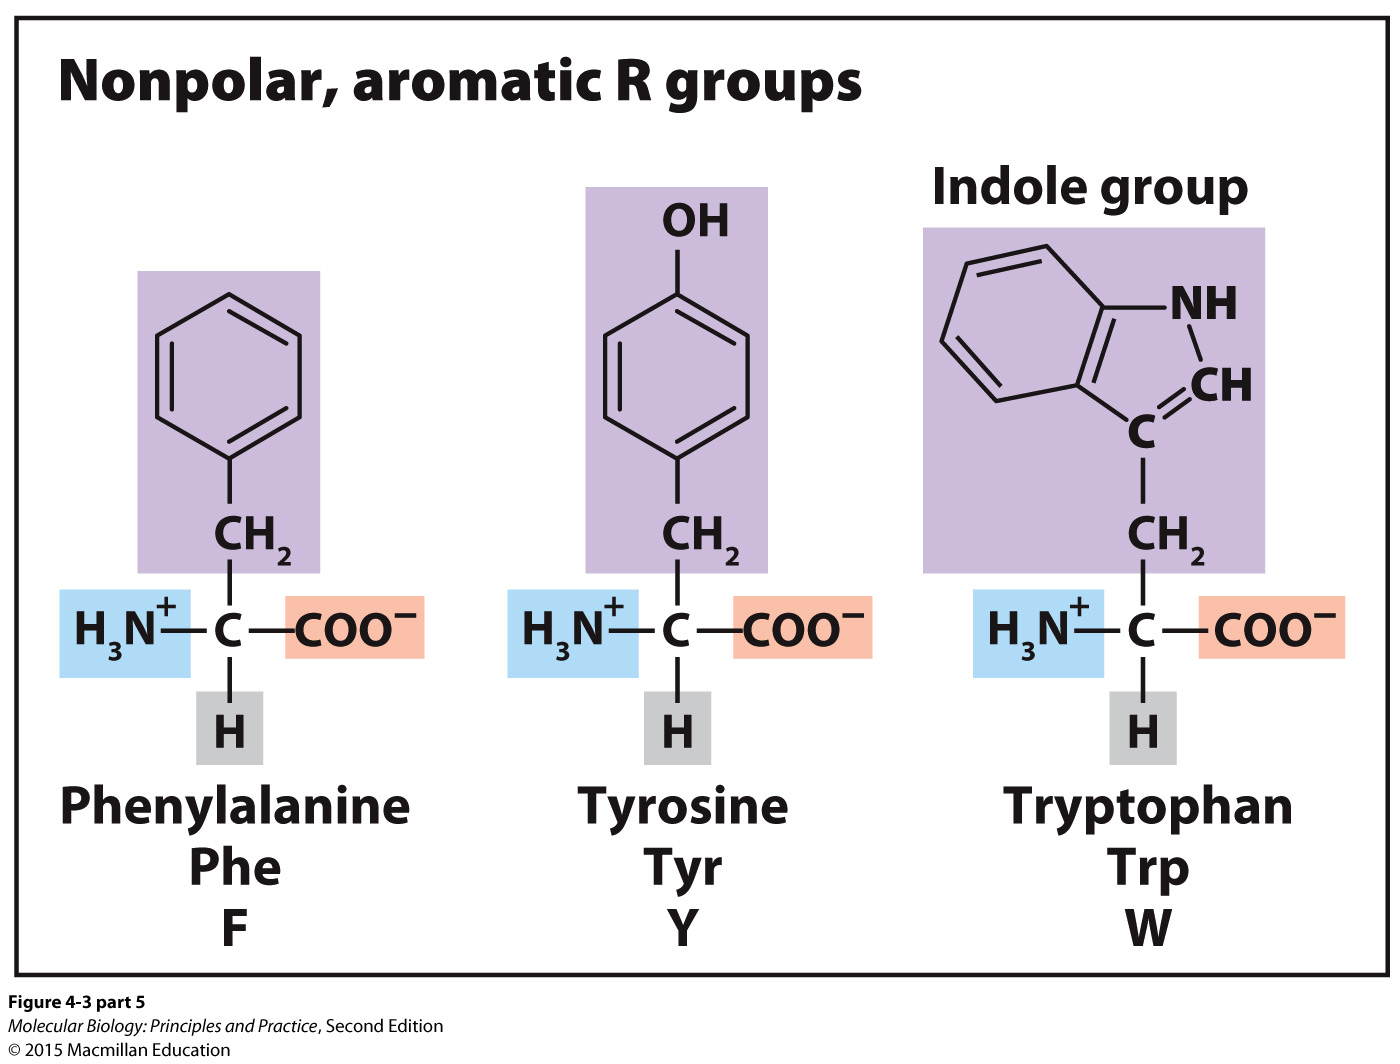 Nonpolar, aromatic R groups
Indole group
OH
NH
CH
C
CH₂ CH₂ CH₂
H₃N⁺ C COO⁻ H₃N⁺ C COO⁻ H₃N⁺ C COO⁻
H H H
Phenylalanine Tyrosine Tryptophan
Phe Tyr Trp
F Y W
Figure 4-3 part 5
Molecular Biology: Principles and Practice, Second Edition
© 2015 Macmillan Education